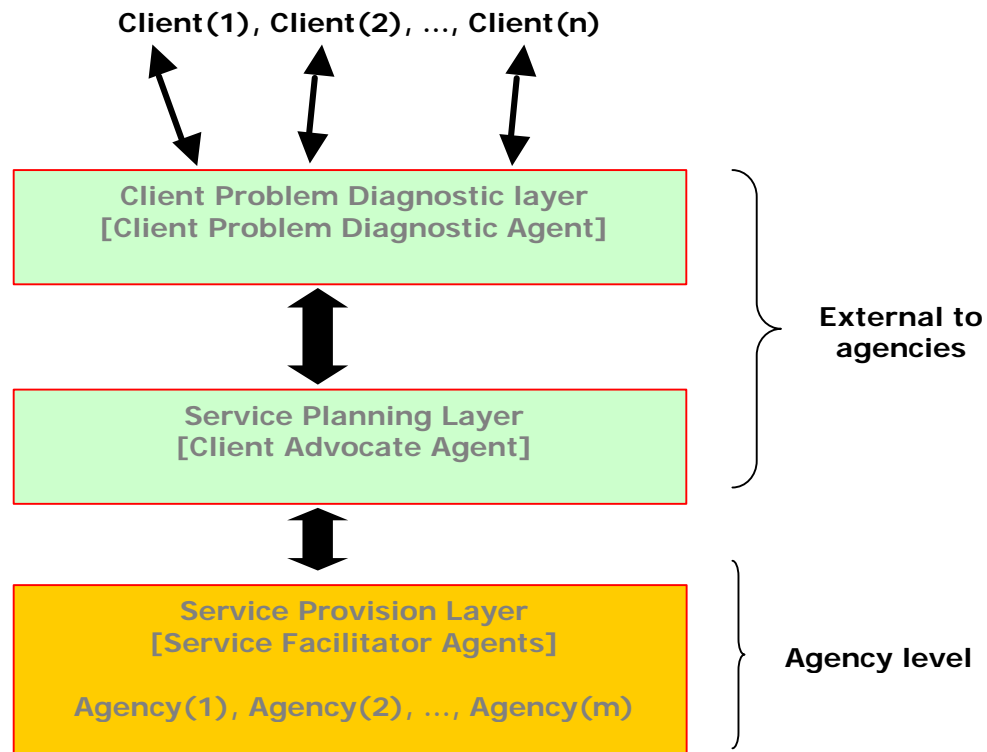 Client(1), Client(2), ..., Client(n)
Client Problem Diagnostic layer
[Client Problem Diagnostic Agent]
External to
agencies
Service Planning Layer
[Client Advocate Agent]
Service Provision Layer
[Service Facilitator Agents]
Agency level
Agency(1), Agency(2), ..., Agency(m)